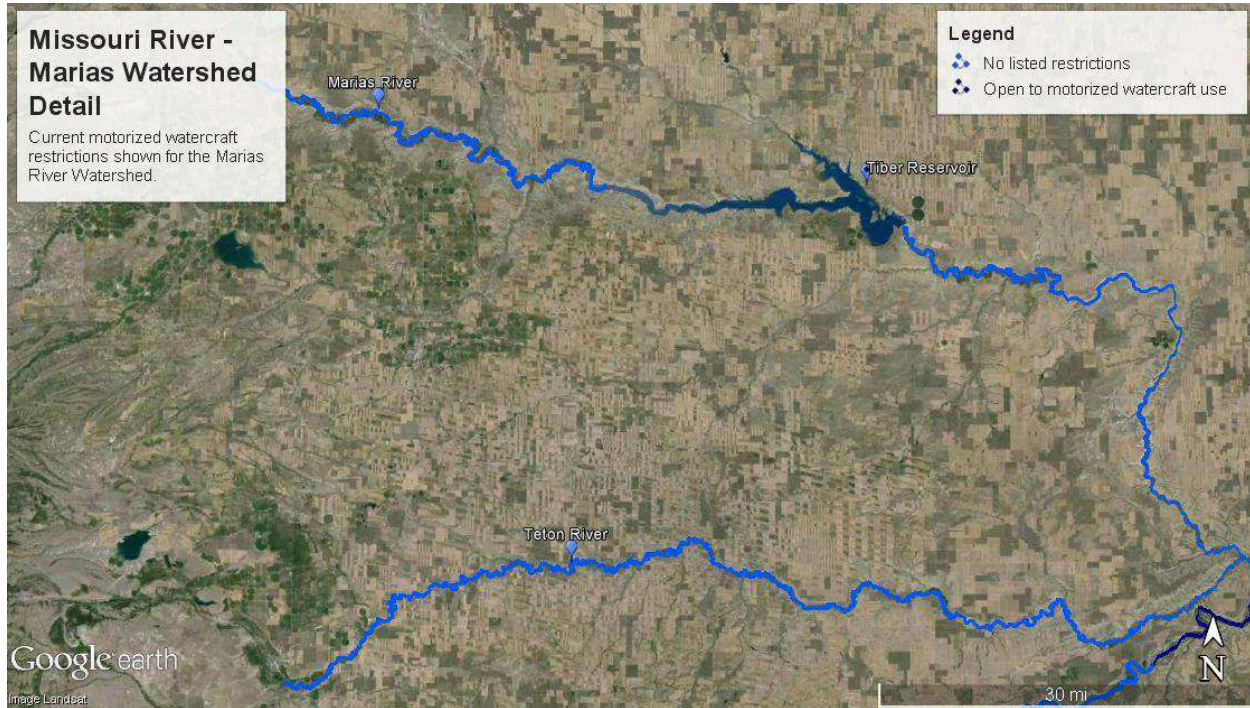 Missouri River -
Marias Watershed
Detail
Current motorized watercraft
restrictions shown for the Marias
River Watershed.
Legend
No listed restrictions
Open to motorized watercraft use
Marias River
Tiber Reservoir
Teton River
Google earth
Image Landsat
N
30 mi